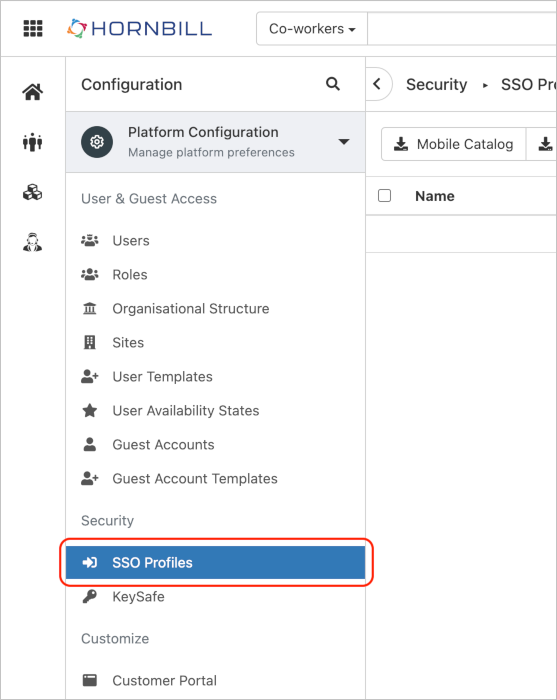 HORNBILL
Co-workers
Configuration
Security
SSO Pr
Platform Configuration
Manage platform preferences
Mobile Catalog
User & Guest Access
Name
Users
Roles
Organisational Structure
Sites
User Templates
User Availability States
Guest Accounts
Guest Account Templates
Security
SSO Profiles
KeySafe
Customize
Customer Portal